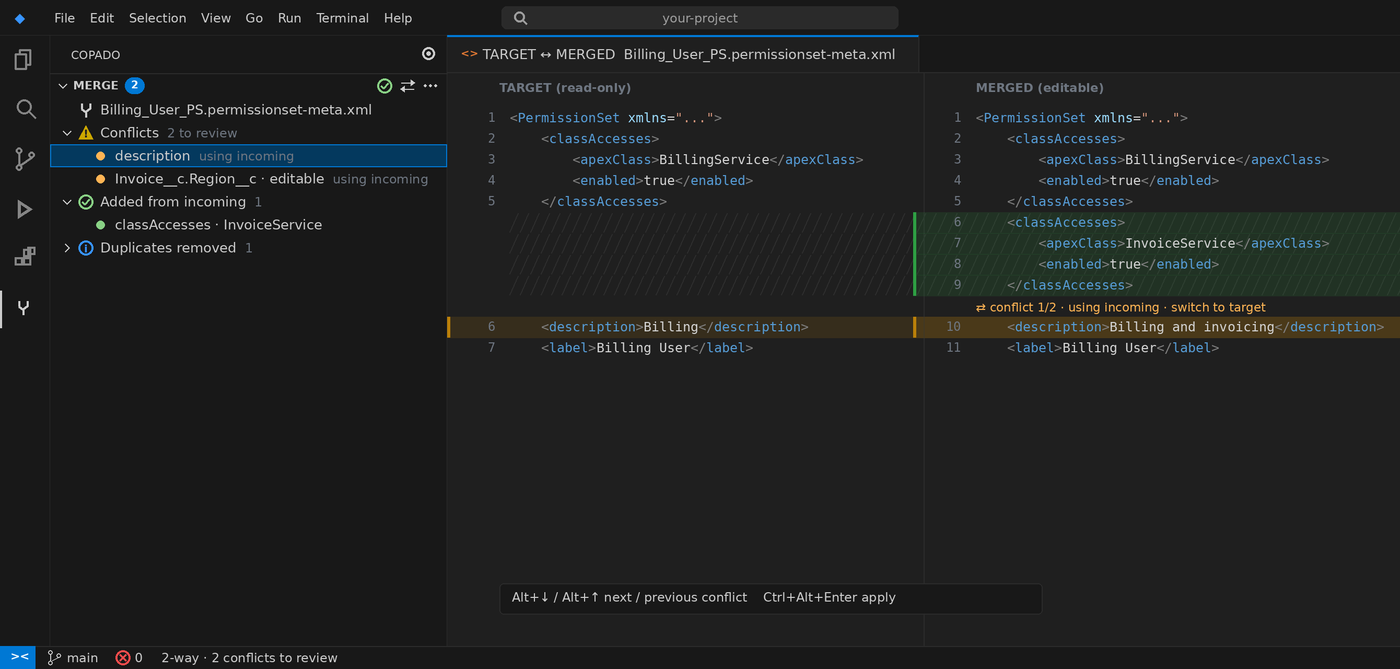 File Edit Selection View Go Run Terminal Help
your-project
COPADO
MERGE 2
Billing_User_PS.permissionset-meta.xml
Conflicts 2 to review
description using incoming
Invoice__c.Region__c · editable using incoming
Added from incoming 1
classAccesses · InvoiceService
Duplicates removed 1
<> TARGET ↔ MERGED Billing_User_PS.permissionset-meta.xml
TARGET (read-only)
1 <PermissionSet xmlns="...">
2 <classAccesses>
3 <apexClass>BillingService</apexClass>
4 <enabled>true</enabled>
5 </classAccesses>
6 <description>Billing</description>
7 <label>Billing User</label>
MERGED (editable)
1 <PermissionSet xmlns="...">
2 <classAccesses>
3 <apexClass>BillingService</apexClass>
4 <enabled>true</enabled>
5 </classAccesses>
6 <classAccesses>
7 <apexClass>InvoiceService</apexClass>
8 <enabled>true</enabled>
9 </classAccesses>
⇄ conflict 1/2 · using incoming · switch to target
10 <description>Billing and invoicing</description>
11 <label>Billing User</label>
Alt+↓ / Alt+↑ next / previous conflict Ctrl+Alt+Enter apply
>< main 0 2-way · 2 conflicts to review